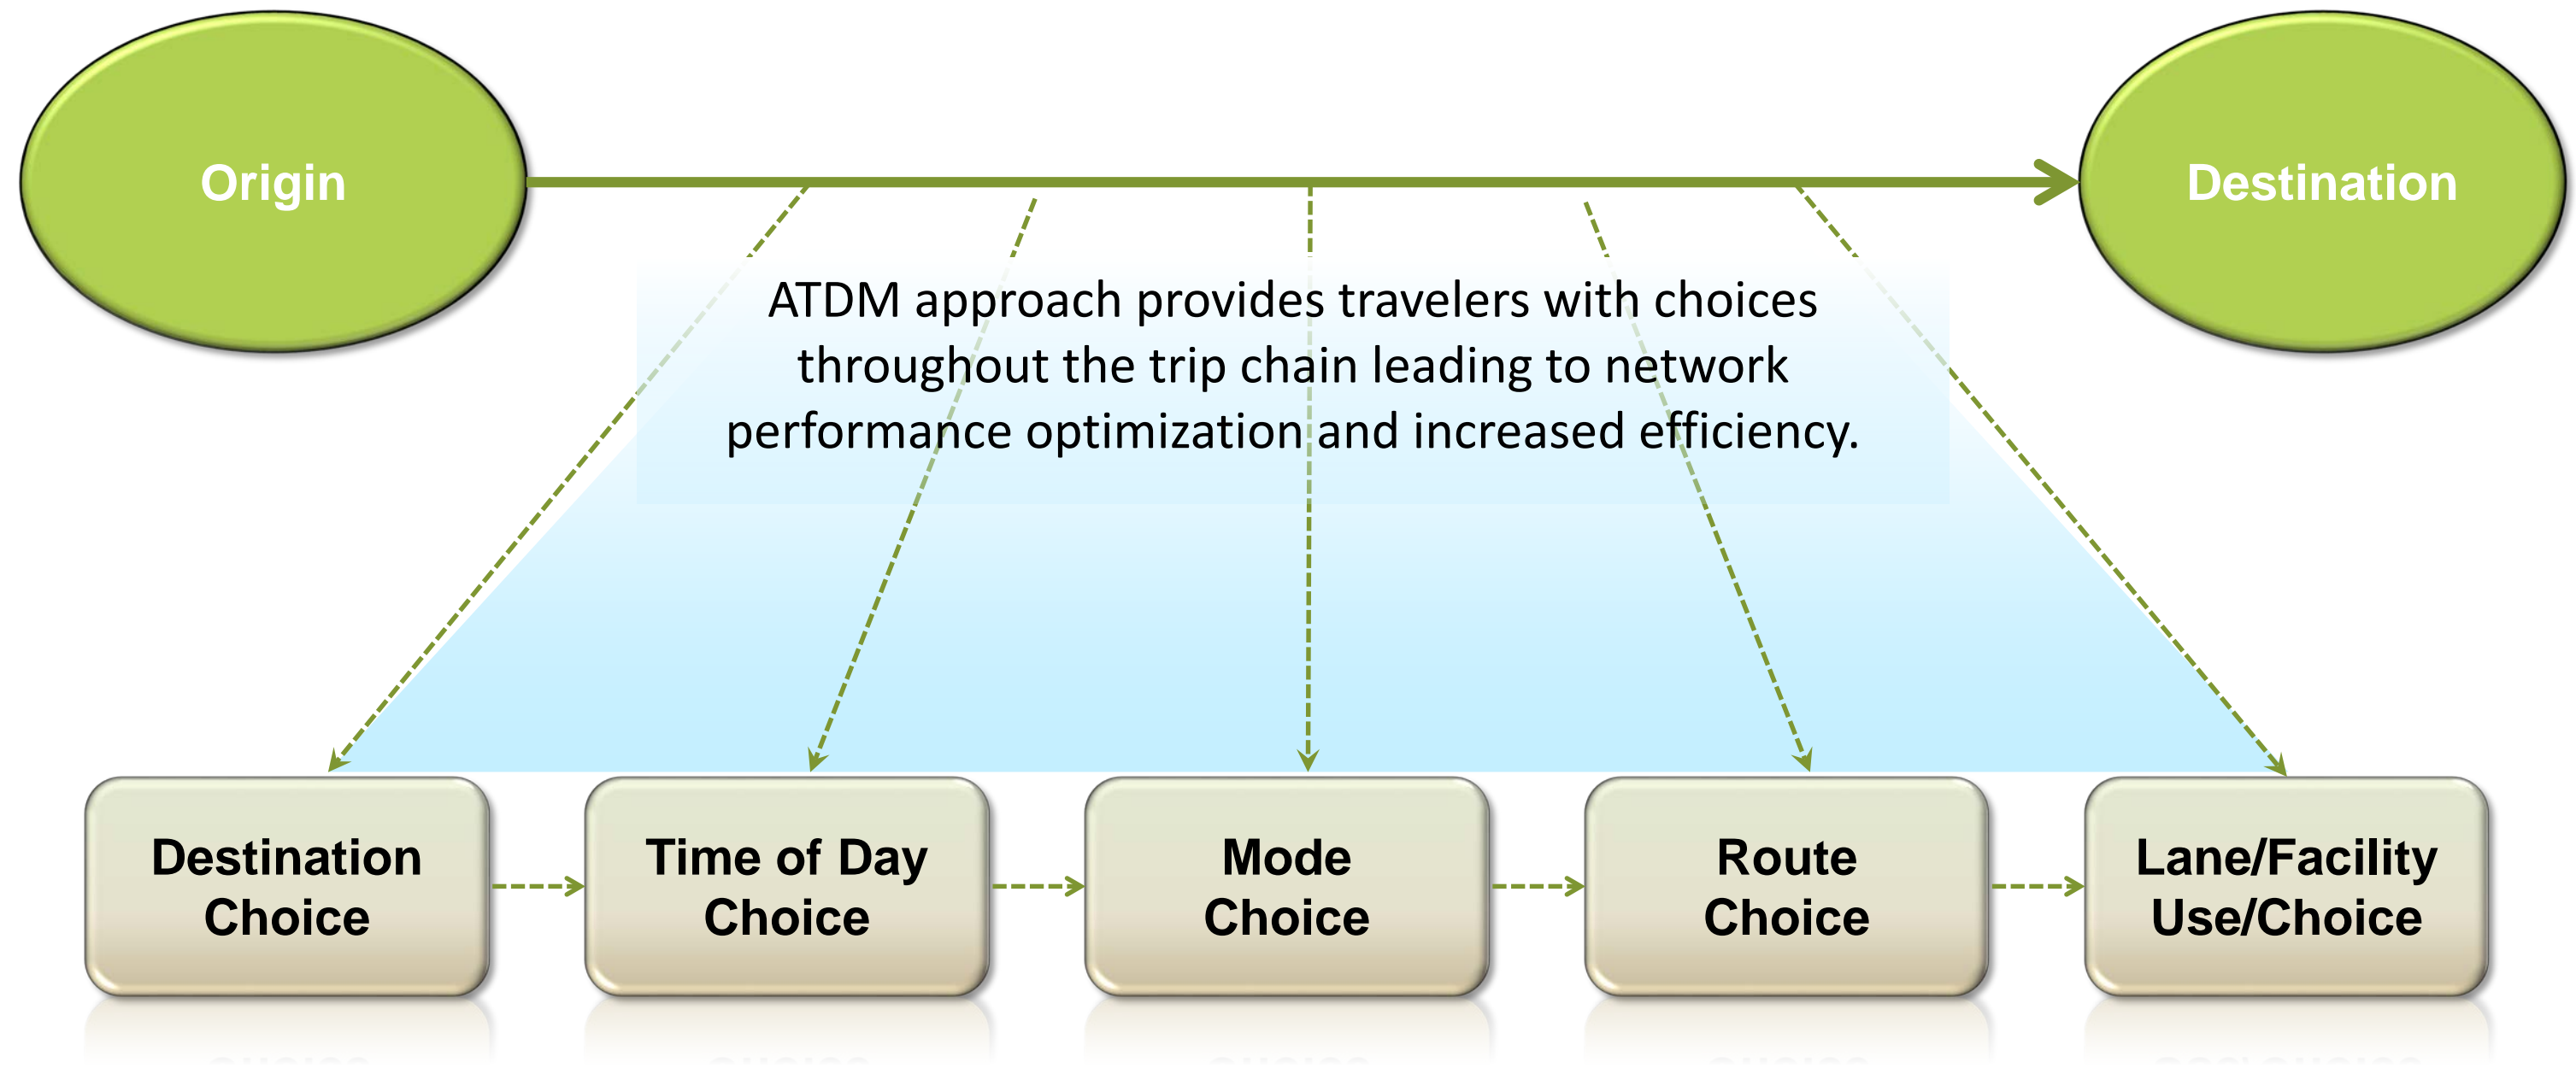 Origin
Destination
ATDM approach provides travelers with choices
throughout the trip chain leading to network
performance optimization and increased efficiency.
Destination
Choice
Time of Day
Choice
Mode
Choice
Route
Choice
Lane/Facility
Use/Choice